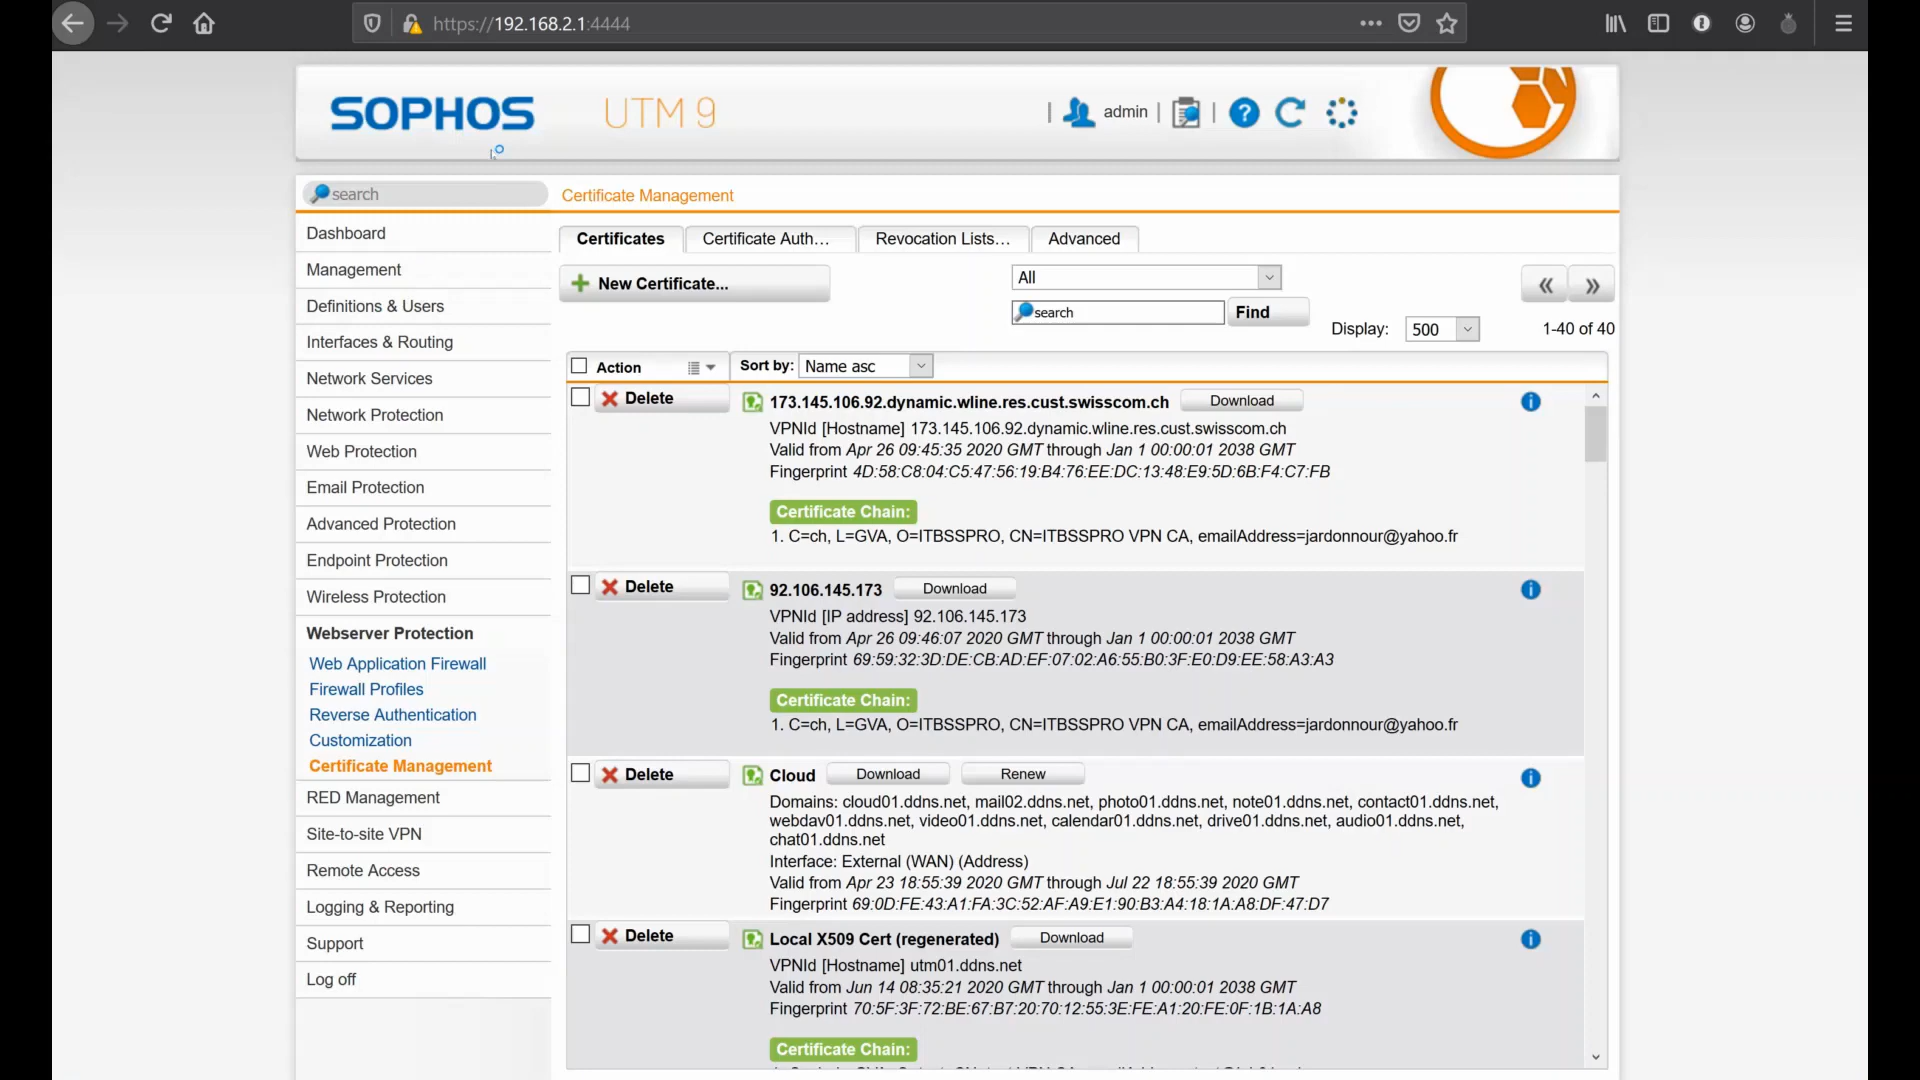 https://192.168.2.1:4444
SOPHOS UTM 9
admin
search
Certificate Management
Dashboard
Management
Definitions & Users
Interfaces & Routing
Network Services
Network Protection
Web Protection
Email Protection
Advanced Protection
Endpoint Protection
Wireless Protection
Webserver Protection
Web Application Firewall
Firewall Profiles
Reverse Authentication
Customization
Certificate Management
RED Management
Site-to-site VPN
Remote Access
Logging & Reporting
Support
Log off
Certificates Certificate Auth... Revocation Lists... Advanced
New Certificate...
All
search Find
Display: 500 1-40 of 40
Action Sort by: Name asc
Delete 173.145.106.92.dynamic.wline.res.cust.swisscom.ch Download
VPNId [Hostname] 173.145.106.92.dynamic.wline.res.cust.swisscom.ch
Valid from Apr 26 09:45:35 2020 GMT through Jan 1 00:00:01 2038 GMT
Fingerprint 4D:58:C8:04:C5:47:56:19:B4:76:EE:DC:13:48:E9:5D:6B:F4:C7:FB
Certificate Chain:
1. C=ch, L=GVA, O=ITBSSPRO, CN=ITBSSPRO VPN CA, emailAddress=jardonnour@yahoo.fr
Delete 92.106.145.173 Download
VPNId [IP address] 92.106.145.173
Valid from Apr 26 09:46:07 2020 GMT through Jan 1 00:00:01 2038 GMT
Fingerprint 69:59:32:3D:DE:CB:AD:EF:07:02:A6:55:B0:3F:E0:D9:EE:58:A3:A3
Certificate Chain:
1. C=ch, L=GVA, O=ITBSSPRO, CN=ITBSSPRO VPN CA, emailAddress=jardonnour@yahoo.fr
Delete Cloud Download Renew
Domains: cloud01.ddns.net, mail02.ddns.net, photo01.ddns.net, note01.ddns.net, contact01.ddns.net,
webdav01.ddns.net, video01.ddns.net, calendar01.ddns.net, drive01.ddns.net, audio01.ddns.net,
chat01.ddns.net
Interface: External (WAN) (Address)
Valid from Apr 23 18:55:39 2020 GMT through Jul 22 18:55:39 2020 GMT
Fingerprint 69:0D:FE:43:A1:FA:3C:52:AF:A9:E1:90:B3:A4:18:1A:A8:DF:47:D7
Delete Local X509 Cert (regenerated) Download
VPNId [Hostname] utm01.ddns.net
Valid from Jun 14 08:35:21 2020 GMT through Jan 1 00:00:01 2038 GMT
Fingerprint 70:5F:3F:72:BE:67:B7:20:70:12:55:3E:FE:A1:20:FE:0F:1B:1A:A8
Certificate Chain: